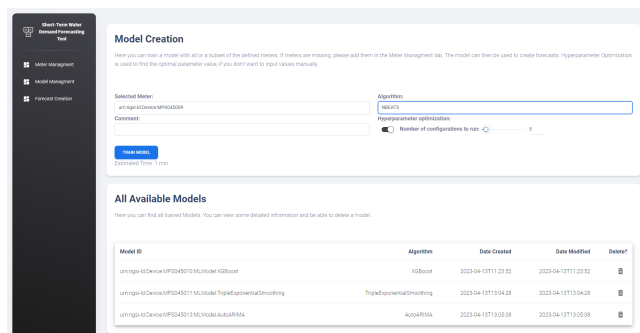 Short-Term Water
Demand Forecasting
Tool
Meter Managment
Model Managment
Forecast Creation
Model Creation
Here you can train a model with all or a subset of the defined meters. If meters are missing, please add them in the Meter Managment tab. The model can then be used to create forecasts. Hyperparameter Optimization
is used to find the optimal parameter value, if you don't want to input values manually.
Selected Meter:
urn:ngsi-ld:Device:MPS045009
Algorithm:
NBEATS
Comment:
Hyperparameter optimization:
Number of configurations to run:
5
TRAIN MODEL
Estimated Time: 1 min.
All Available Models
Here you can find all trained Models. You can view some detailed information and be able to delete a model.
Model ID Algorithm Date Created Date Modified Delete?
urn:ngsi-ld:Device:MPS045010:MLModel:XGBoost XGBoost 2023-04-13T11:23:52 2023-04-13T11:23:52
urn:ngsi-ld:Device:MPS045011:MLModel:TripleExponentialSmoothing TripleExponentialSmoothing 2023-04-13T13:04:28 2023-04-13T13:04:28
urn:ngsi-ld:Device:MPS045013:MLModel:AutoARIMA AutoARIMA 2023-04-13T13:05:08 2023-04-13T13:05:08